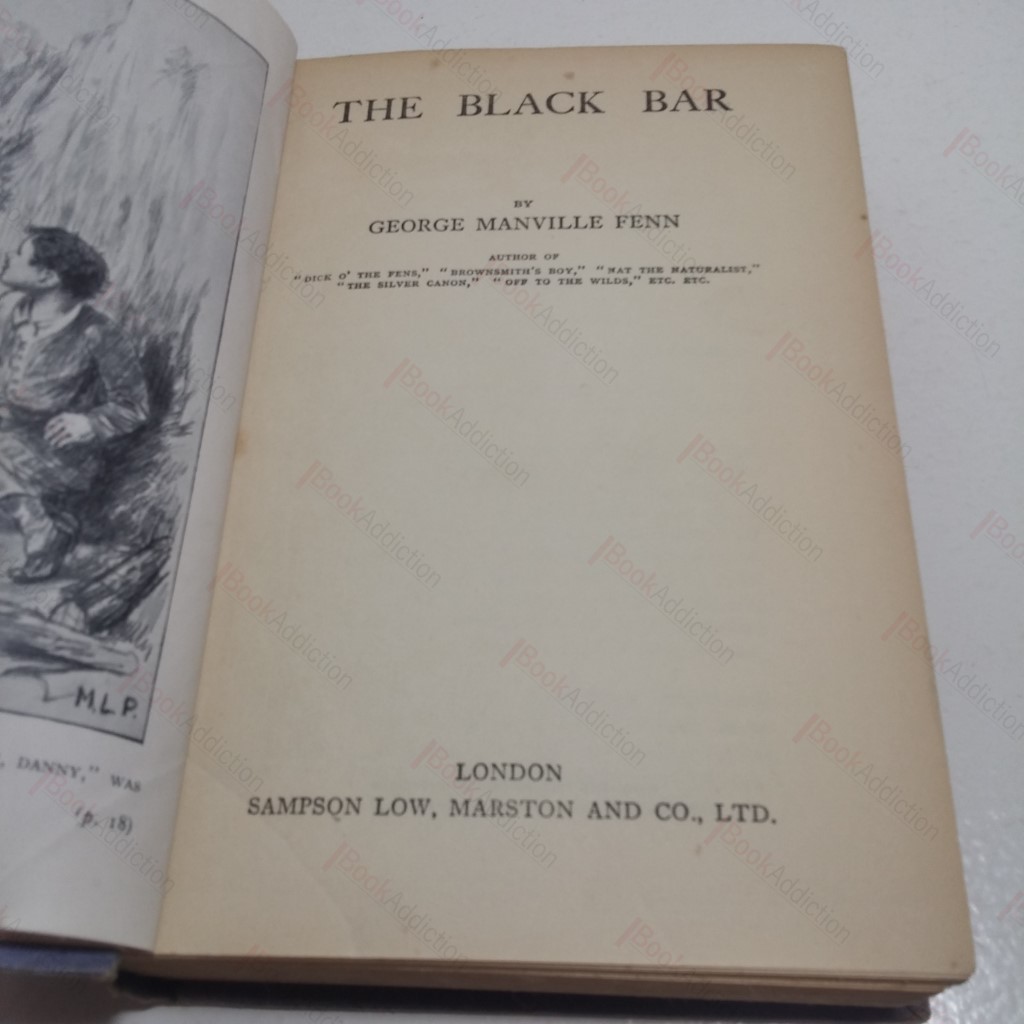 M.L P.
, DANNY," WAS
(p. 18)
THE BLACK BAR
BY
GEORGE MANVILLE FENN
AUTHOR OF
"DICK O' THE FENS," "BROWNSMITH'S BOY," "NAT THE NATURALIST,"
"THE SILVER CANON," "OFF TO THE WILDS," ETC. ETC.
LONDON
SAMPSON LOW, MARSTON AND CO., LTD.
BookAddiction